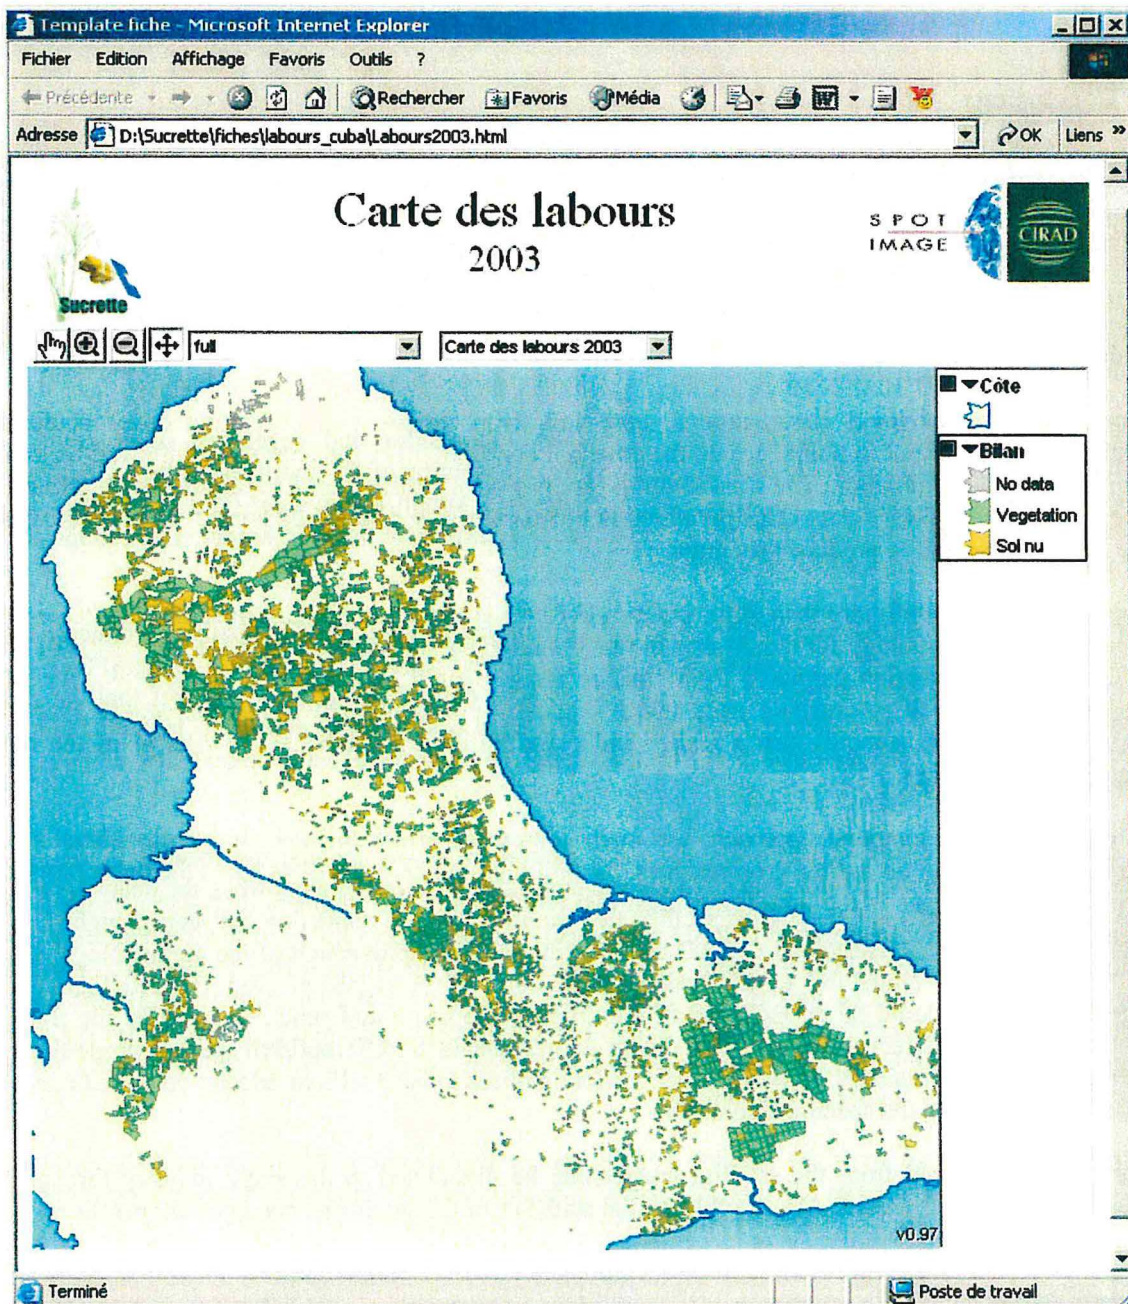 Template fiche - Microsoft Internet Explorer
Fichier Edition Affichage Favoris Outils ?
Précédente Rechercher Favoris Média
Adresse D:\Sucrette\fiches\labours_cuba\Labours2003.html OK Liens »
Carte des labours
2003
Sucrette
SPOT
IMAGE
CIRAD
full
Carte des labours 2003
Côte
Bilan
No data
Vegetation
Sol nu
v0.97
Terminé
Poste de travail